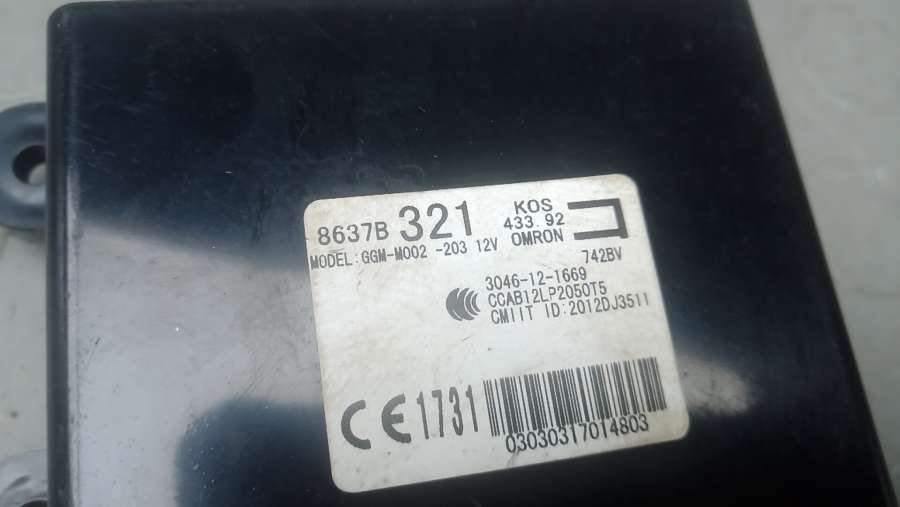 8637B 321
KOS
433.92
OMRON
MODEL:GGM-M002 -203 12V
742BV
3046-12-1669
CCAB12LP2050T5
CMIIT ID:2012DJ3511
CE1731
03030317014803